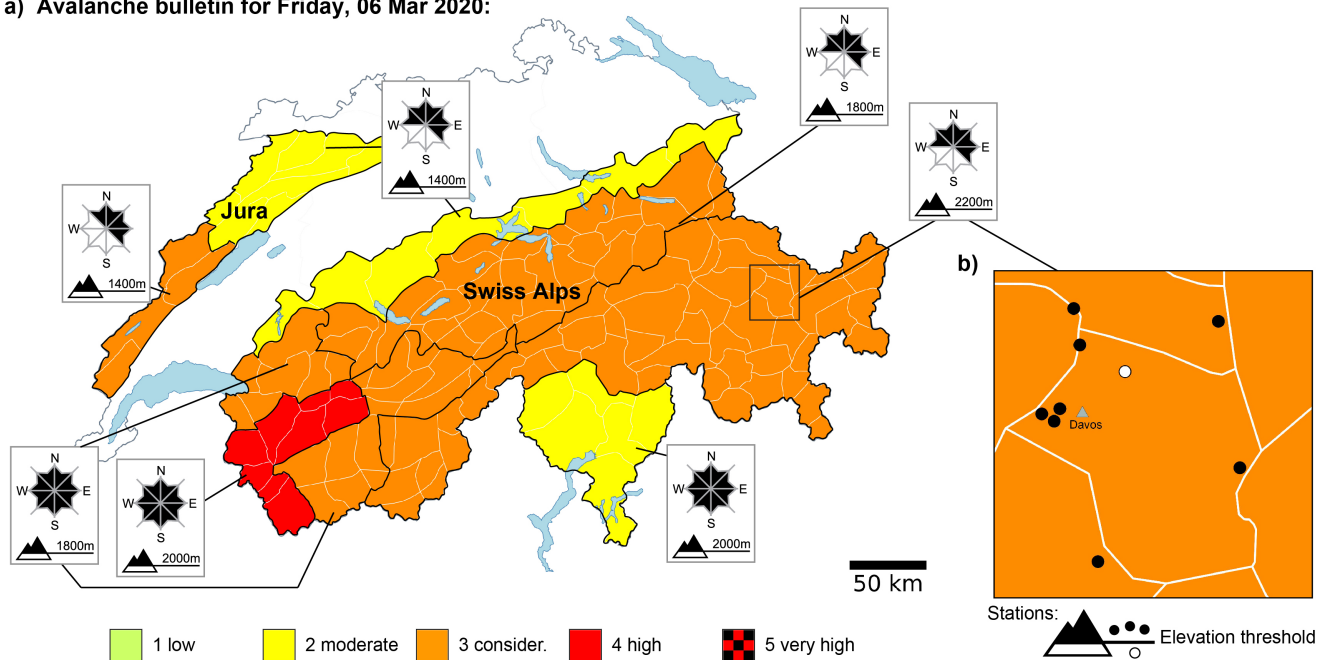 a) Avalanche bulletin for Friday, 06 Mar 2020:
N
W E
S
1800m
N
W E
S
1400m
N
W E
S
2200m
N
W E
S
1400m
Jura
b)
Swiss Alps
Davos
N
W E
S
1800m
N
W E
S
2000m
N
W E
S
2000m
50 km
Stations:
Elevation threshold
1 low
2 moderate
3 consider.
4 high
5 very high